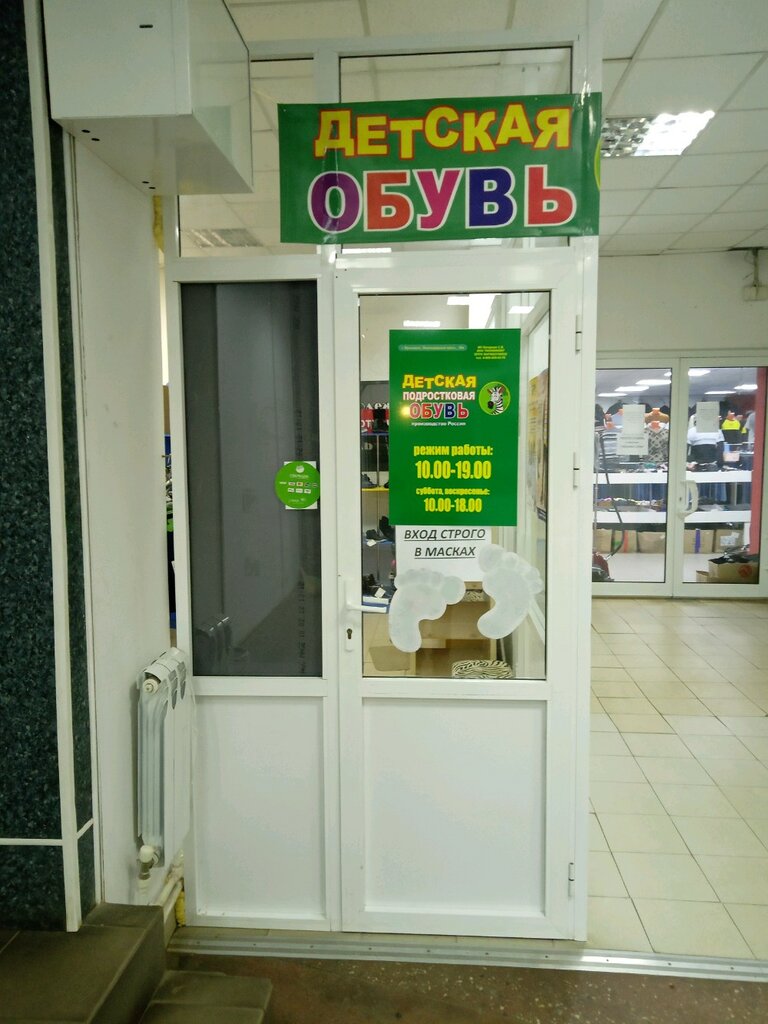 ДЕТСКАЯ
ОБУВЬ
ДЕТСКАЯ
ПОДРОСТКОВАЯ
ОБУВЬ
производство Россия
режим работы:
10.00-19.00
суббота, воскресенье:
10.00-18.00
ВХОД СТРОГО
В МАСКАХ